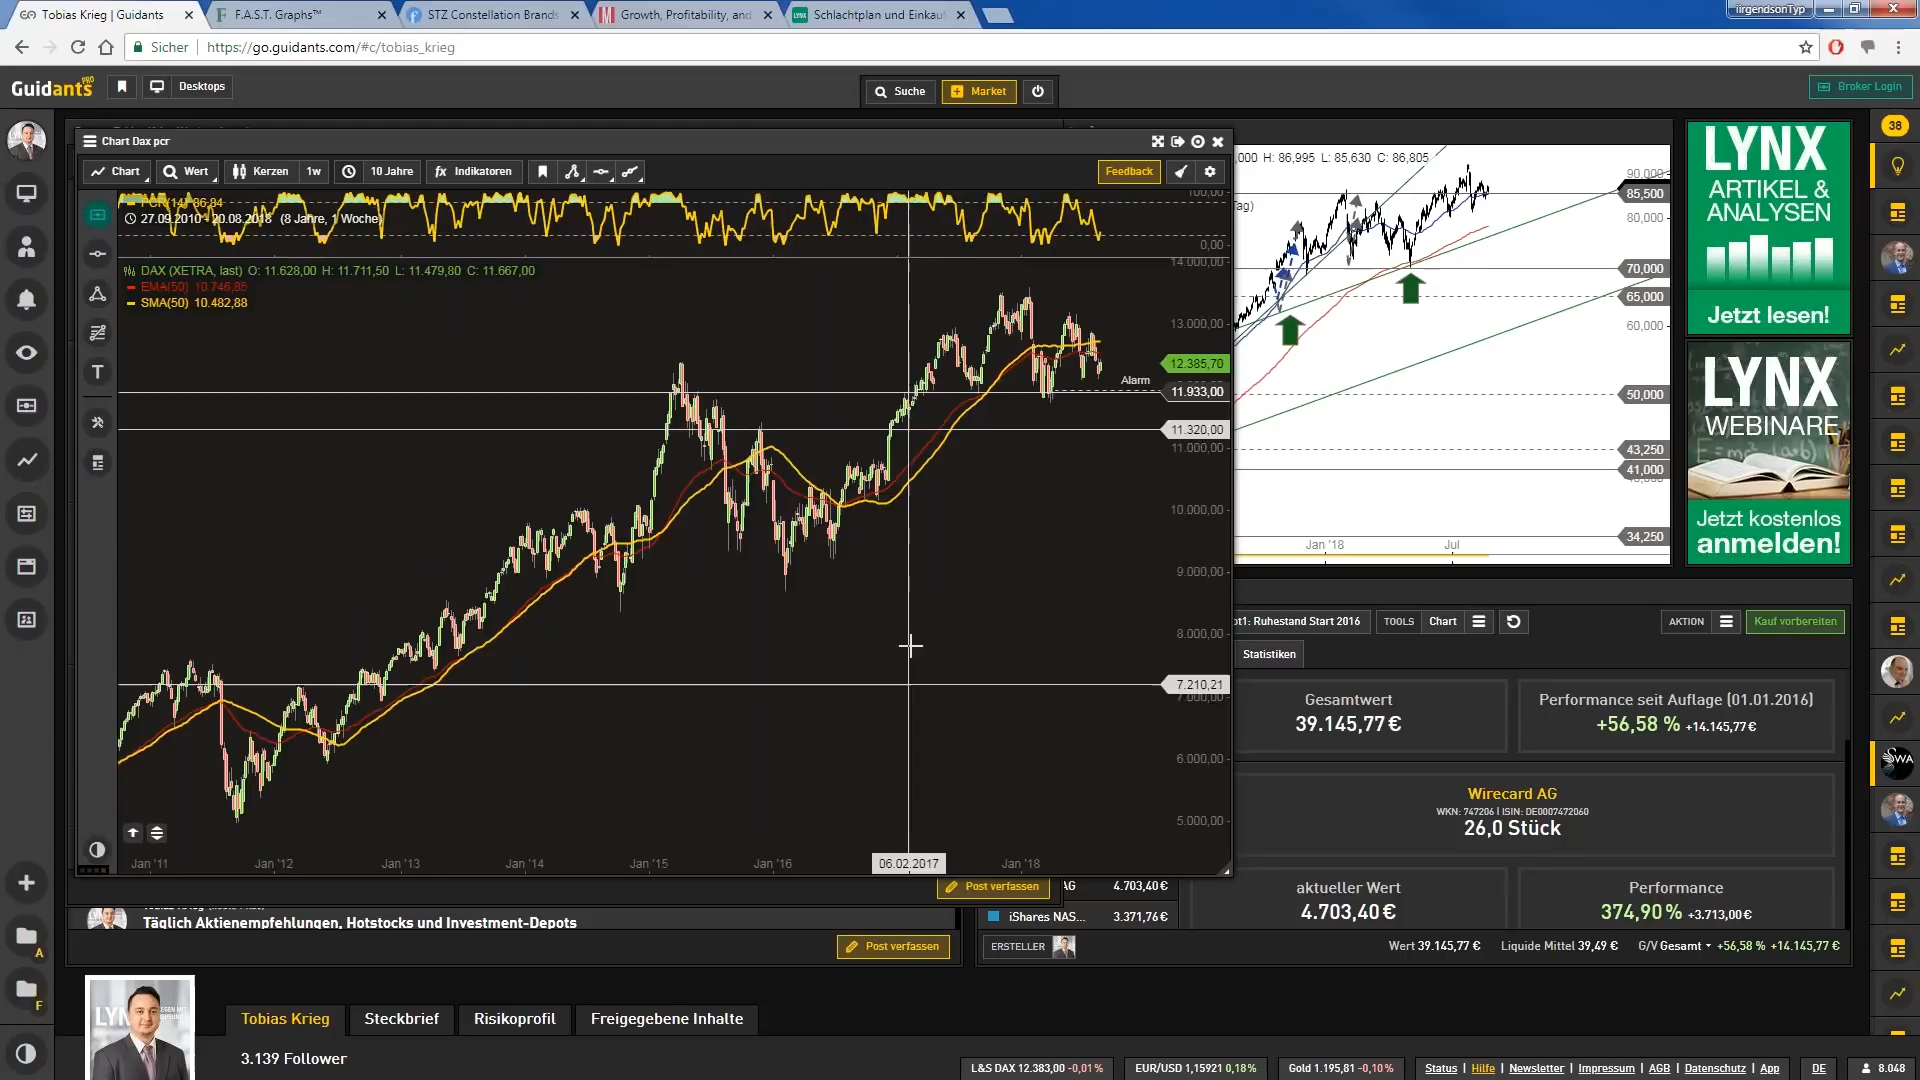 Tobias Krieg | Guidants
F.A.S.T. Graphs™
STZ Constellation Brands
Growth, Profitability, and
Schlachtplan und Einkauf
iirgendsonTyp
Sicher
https://go.guidants.com/#c/tobias_krieg
Guidants PRO
Desktops
Suche
Market
Broker Login
Chart Dax pcr
Chart
Wert
Kerzen
1w
10 Jahre
fx Indikatoren
Feedback
PCR(14) 86,84
27.09.2010 - 20.08.2018 (8 Jahre, 1 Woche)
100,00
0,00
DAX (XETRA, last) O: 11.628,00 H: 11.711,50 L: 11.479,80 C: 11.667,00
EMA(50) 10.746,85
SMA(50) 10.482,88
14.000,00
13.000,00
12.385,70
Alarm
11.933,00
11.320,00
11.000,00
10.000,00
9.000,00
8.000,00
7.210,21
7.000,00
6.000,00
5.000,00
Jan '11
Jan '12
Jan '13
Jan '14
Jan '15
Jan '16
06.02.2017
Jan '18
,000 H: 86,995 L: 85,630 C: 86,805
Tag)
90,000
85,500
80,000
70,000
65,000
60,000
50,000
43,250
41,000
34,250
Jan '18
Jul
LYNX
ARTIKEL &
ANALYSEN
Jetzt lesen!
LYNX
WEBINARE
Jetzt kostenlos
anmelden!
38
T
A
F
SWA
pt1: Ruhestand Start 2016
TOOLS
Chart
AKTION
Kauf vorbereiten
Statistiken
Gesamtwert
39.145,77 €
Performance seit Auflage (01.01.2016)
+56,58 % +14.145,77 €
Wirecard AG
WKN: 747206 | ISIN: DE0007472060
26,0 Stück
aktueller Wert
4.703,40 €
Performance
374,90 % +3.713,00 €
Post verfassen
AG
4.703,40 €
iShares NAS...
3.371,76 €
Täglich Aktienempfehlungen, Hotstocks und Investment-Depots
Post verfassen
ERSTELLER
Wert 39.145,77 €
Liquide Mittel 39,49 €
G/V Gesamt +56,58 % +14.145,77 €
LYN
Tobias Krieg
Steckbrief
Risikoprofil
Freigegebene Inhalte
3.139 Follower
L&S DAX 12.383,00 -0,01%
EUR/USD 1,15921 0,18%
Gold 1.195,81 -0,10%
Status | Hilfe | Newsletter | Impressum | AGB | Datenschutz | App
DE
8.048